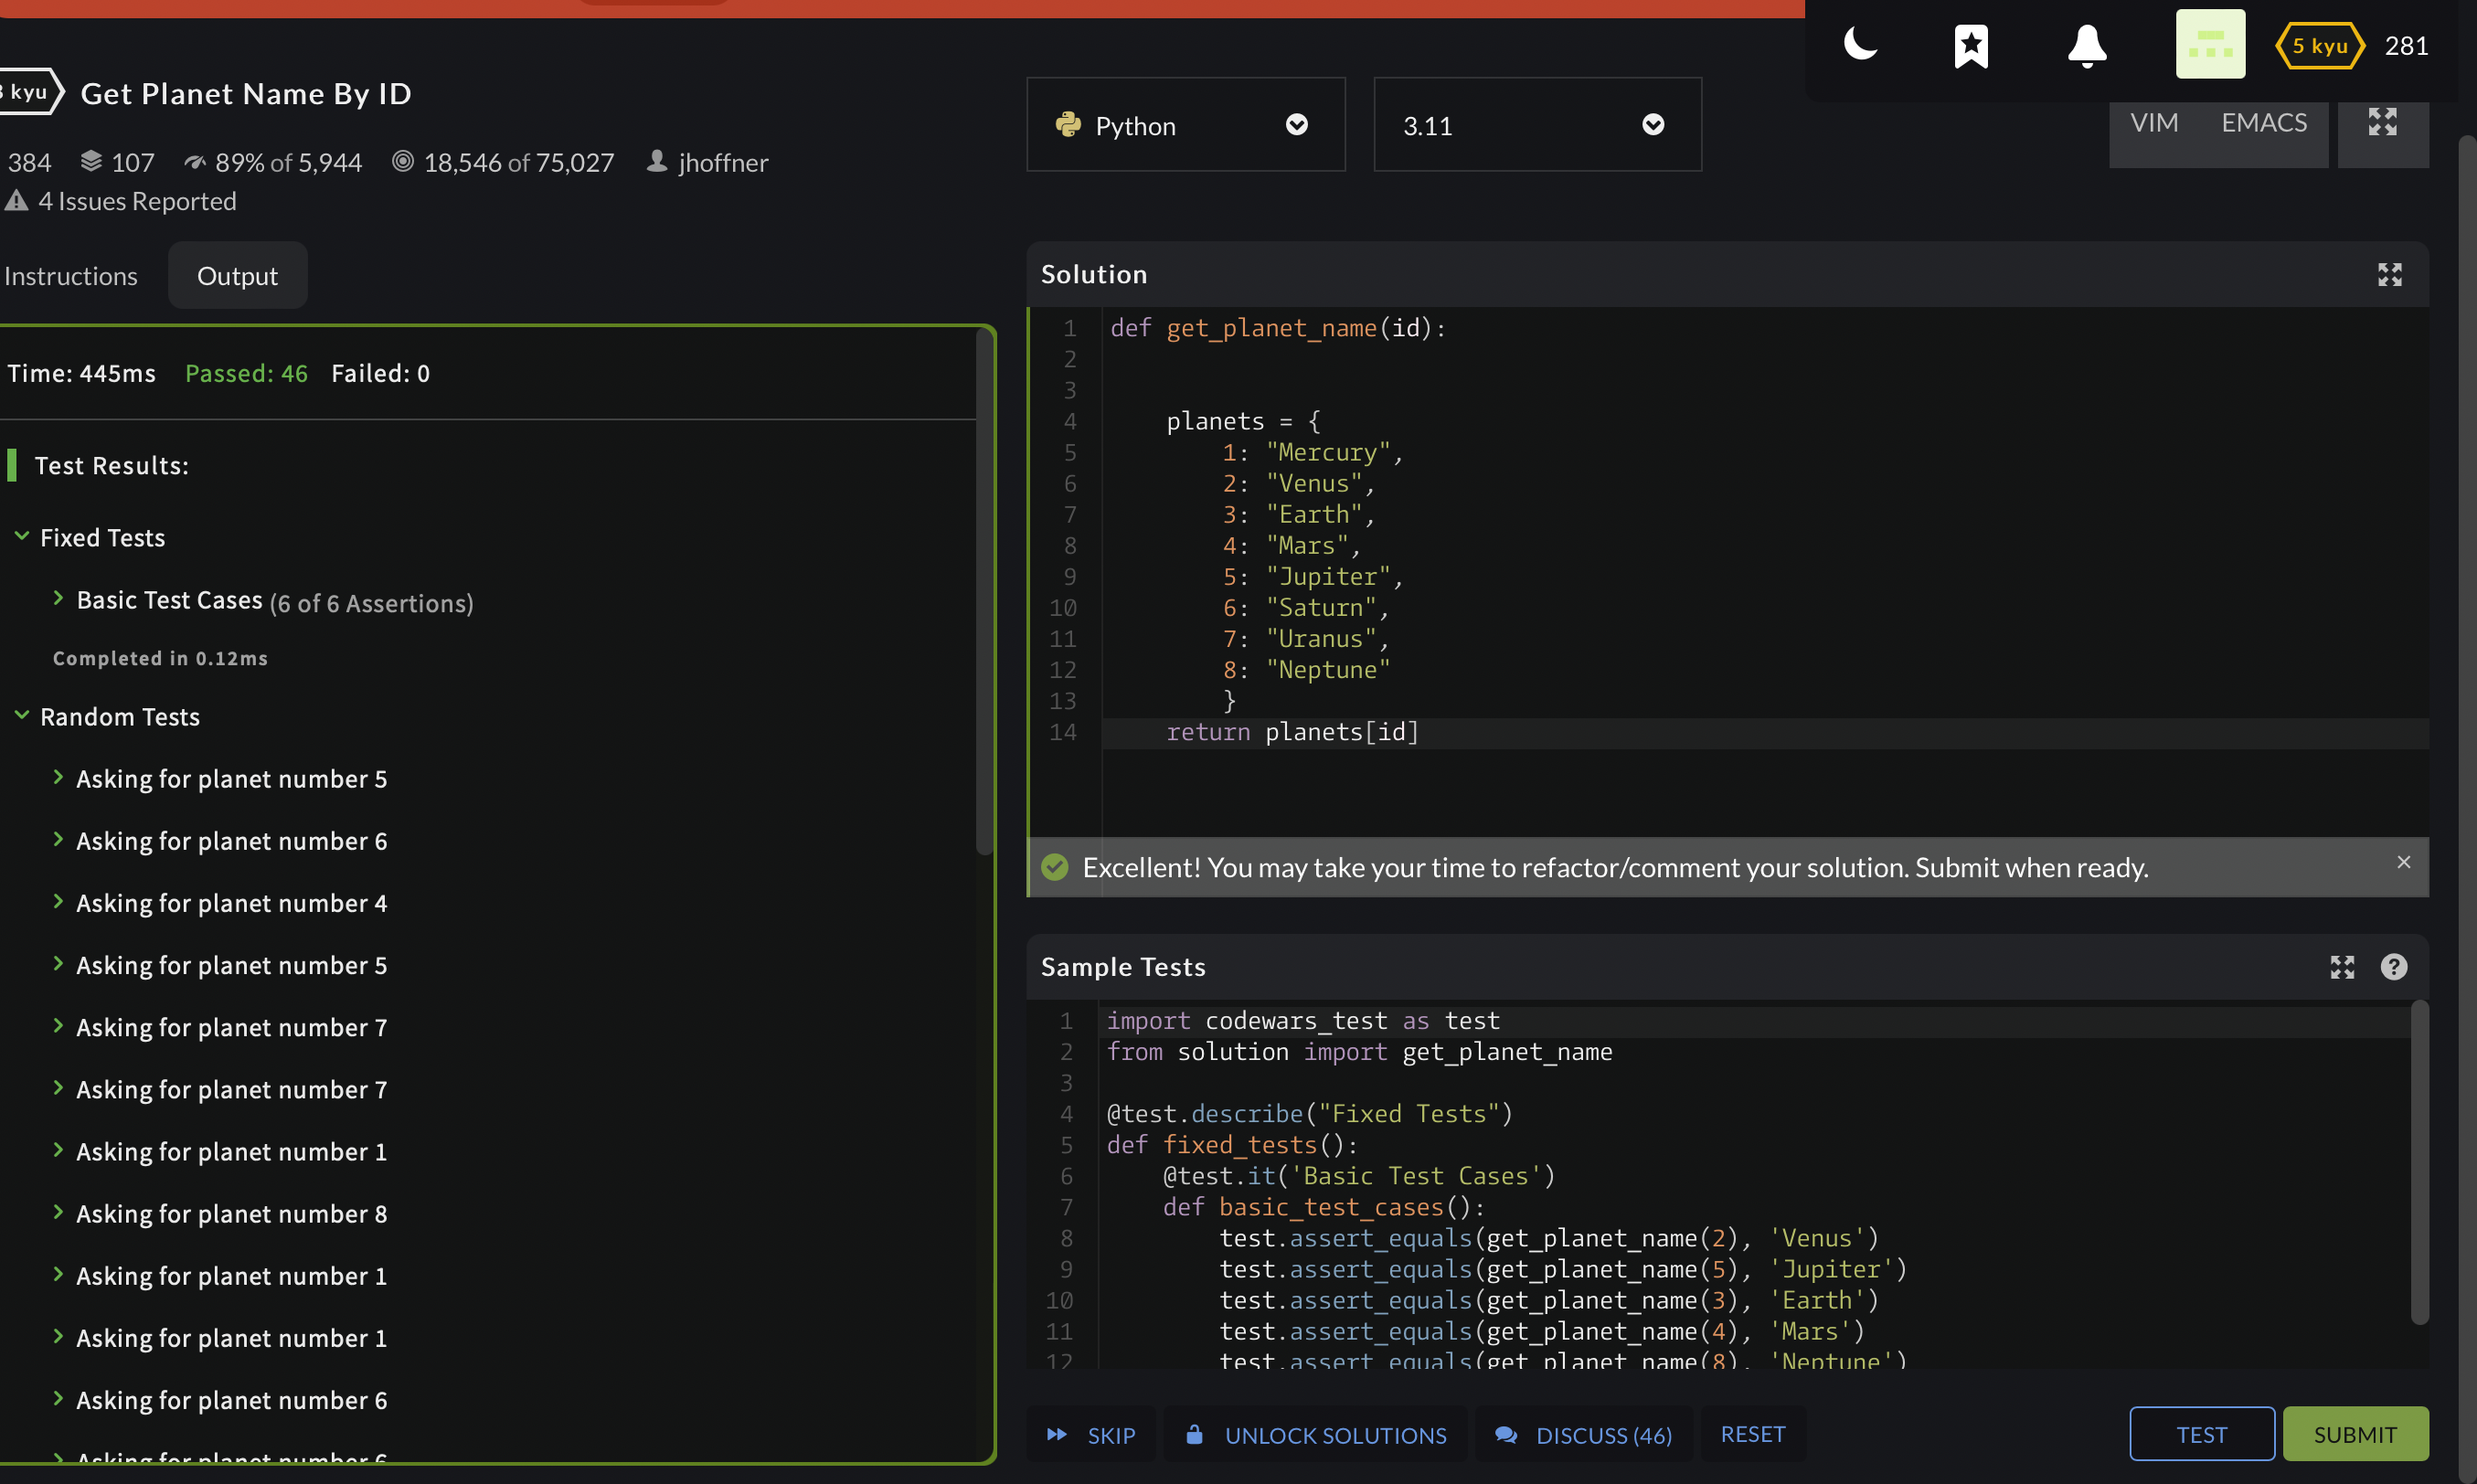 5 kyu 281
kyu Get Planet Name By ID
384 107 89% of 5,944 18,546 of 75,027 jhoffner
4 Issues Reported
Instructions Output
Time: 445ms Passed: 46 Failed: 0
Test Results:
Fixed Tests
Basic Test Cases (6 of 6 Assertions)
Completed in 0.12ms
Random Tests
Asking for planet number 5
Asking for planet number 6
Asking for planet number 4
Asking for planet number 5
Asking for planet number 7
Asking for planet number 7
Asking for planet number 1
Asking for planet number 8
Asking for planet number 1
Asking for planet number 1
Asking for planet number 6
Asking for planet number 6
Python 3.11 VIM EMACS
Solution
1 def get_planet_name(id):
2
3
4 planets = {
5 1: "Mercury",
6 2: "Venus",
7 3: "Earth",
8 4: "Mars",
9 5: "Jupiter",
10 6: "Saturn",
11 7: "Uranus",
12 8: "Neptune"
13 }
14 return planets[id]
Excellent! You may take your time to refactor/comment your solution. Submit when ready.
Sample Tests
1 import codewars_test as test
2 from solution import get_planet_name
3
4 @test.describe("Fixed Tests")
5 def fixed_tests():
6 @test.it('Basic Test Cases')
7 def basic_test_cases():
8 test.assert_equals(get_planet_name(2), 'Venus')
9 test.assert_equals(get_planet_name(5), 'Jupiter')
10 test.assert_equals(get_planet_name(3), 'Earth')
11 test.assert_equals(get_planet_name(4), 'Mars')
12 test.assert_equals(get_planet_name(8), 'Neptune')
SKIP UNLOCK SOLUTIONS DISCUSS (46) RESET TEST SUBMIT